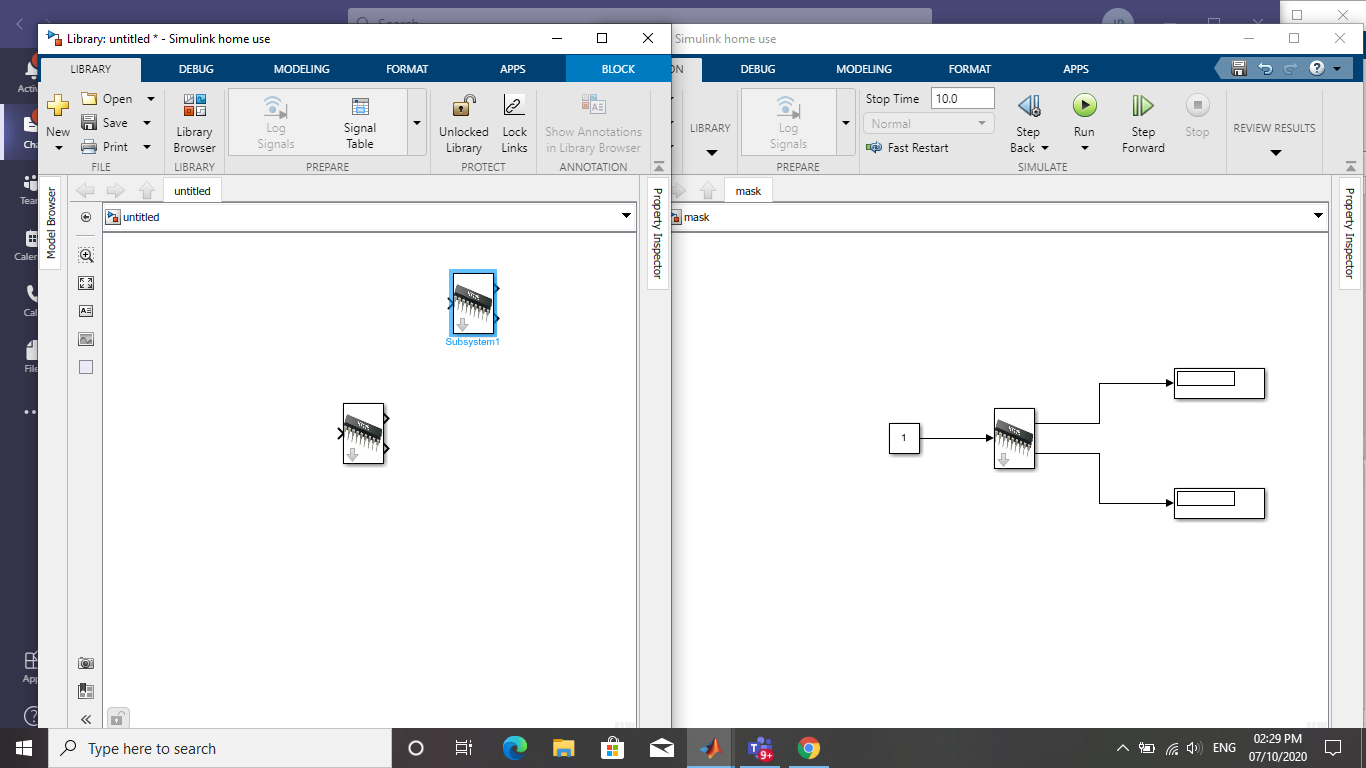 Search
JP
Library: untitled * - Simulink home use
Simulink home use
LIBRARY DEBUG MODELING FORMAT APPS BLOCK
ON DEBUG MODELING FORMAT APPS
New
Open
Save
Print
FILE
Library
Browser
LIBRARY
Log
Signals
Signal
Table
PREPARE
Unlocked
Library
Lock
Links
PROTECT
Show Annotations
in Library Browser
ANNOTATION
LIBRARY
Log
Signals
PREPARE
Stop Time 10.0
Normal
Fast Restart
Step
Back
Run
Step
Forward
Stop
SIMULATE
REVIEW RESULTS
Activ
Cha
Tean
Calen
Cal
File
App
Model Browser
untitled
untitled
Property Inspector
Subsystem1
mask
mask
Property Inspector
1
Type here to search
9+
ENG
02:29 PM
07/10/2020